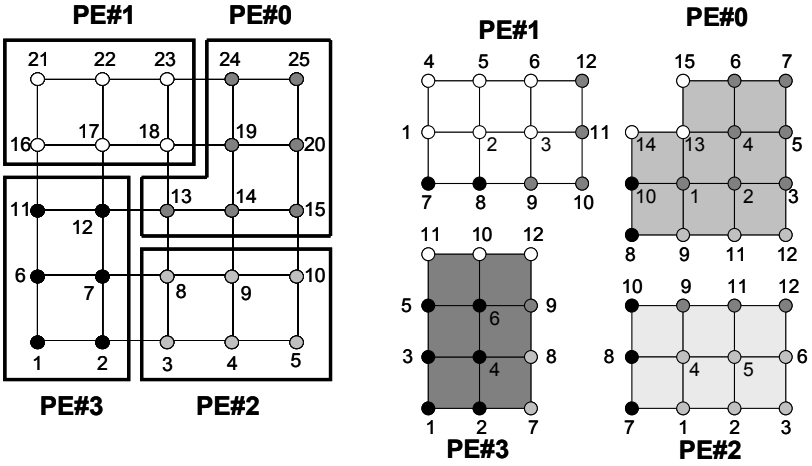 PE#1 PE#0
21 22 23 24 25
16 17 18 19 20
11 12 13 14 15
6 7 8 9 10
1 2 3 4 5
PE#3 PE#2
PE#1
4 5 6 12
1 2 3 11
7 8 9 10
PE#0
15 6 7
14 13 4 5
10 1 2 3
8 9 11 12
11 10 12
5 6 9
3 4 8
1 2 7
PE#3
10 9 11 12
8 4 5 6
7 1 2 3
PE#2